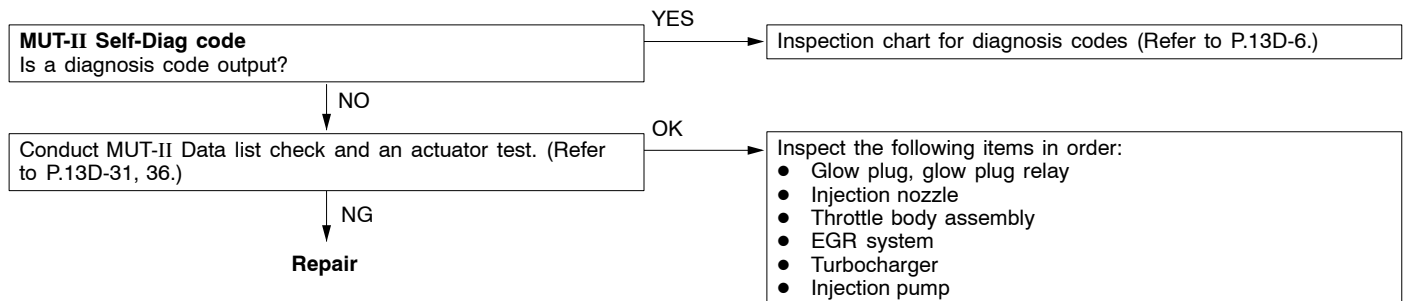 YES
MUT-II Self-Diag code
Is a diagnosis code output?
Inspection chart for diagnosis codes (Refer to P.13D-6.)
NO
OK
Conduct MUT-II Data list check and an actuator test. (Refer
to P.13D-31, 36.)
Inspect the following items in order:
● Glow plug, glow plug relay
● Injection nozzle
● Throttle body assembly
● EGR system
● Turbocharger
● Injection pump
NG
Repair